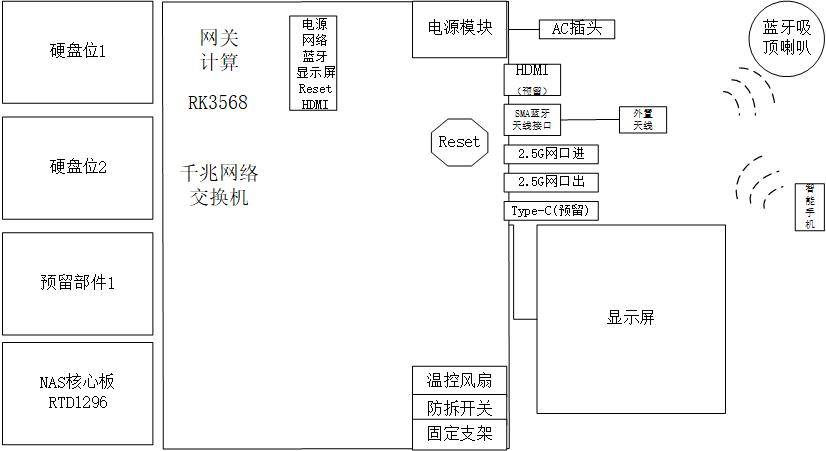 硬盘位1
硬盘位2
预留部件1
NAS核心板
RTD1296
网关
计算
RK3568
千兆网络
交换机
电源
网络
蓝牙
显示屏
Reset
HDMI
电源模块
AC插头
HDMI
(预留)
SMA蓝牙
天线接口
外置
天线
Reset
2.5G网口进
2.5G网口出
Type-C(预留)
显示屏
温控风扇
防拆开关
固定支架
蓝牙吸
顶喇叭
智
能
手
机